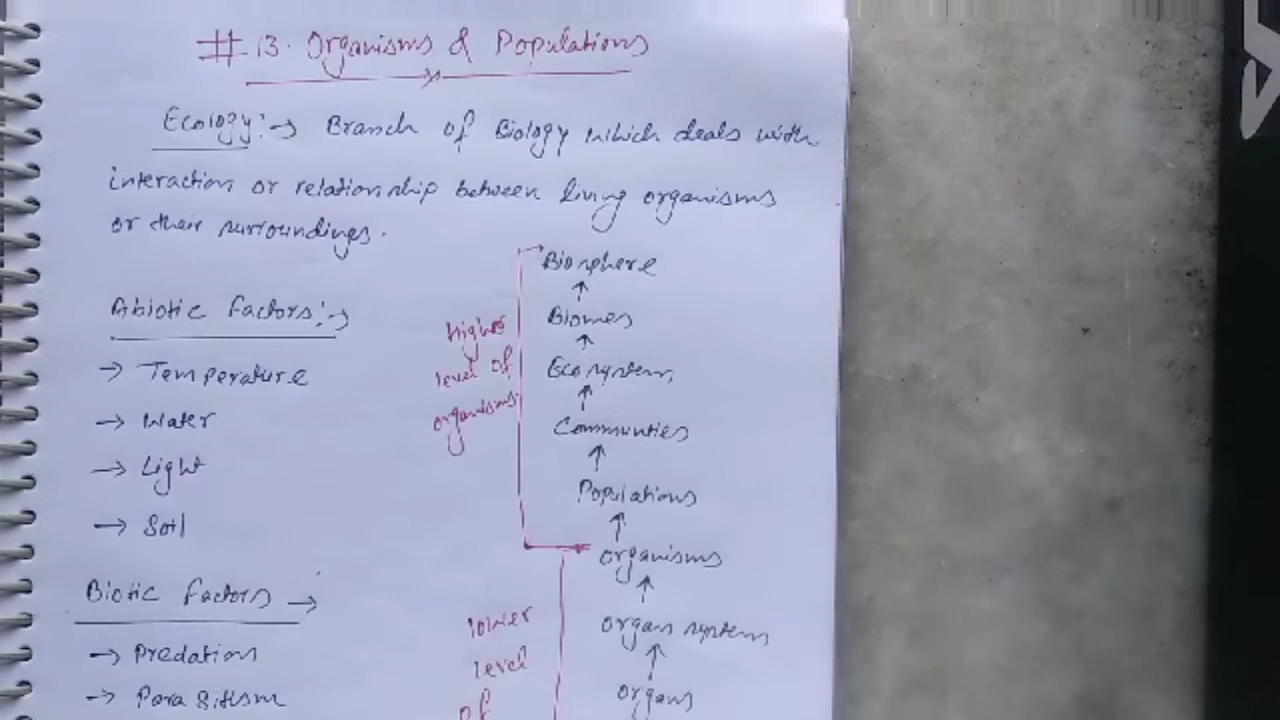 # 13. Organisms & Populations
Ecology:→ Branch of Biology which deals with
interaction or relationship between living organisms
or their surroundings.
Abiotic factors:→
→ Temperature
→ Water
→ Light
→ Soil
Biotic factors →
→ Predation
→ Parasitism
Higher
level of
organisms.
Biosphere
↑
Biomes
↑
Ecosystem
↑
Communties
↑
Populations
↑
organisms
↑
organ system
↑
organs
lower
level
of